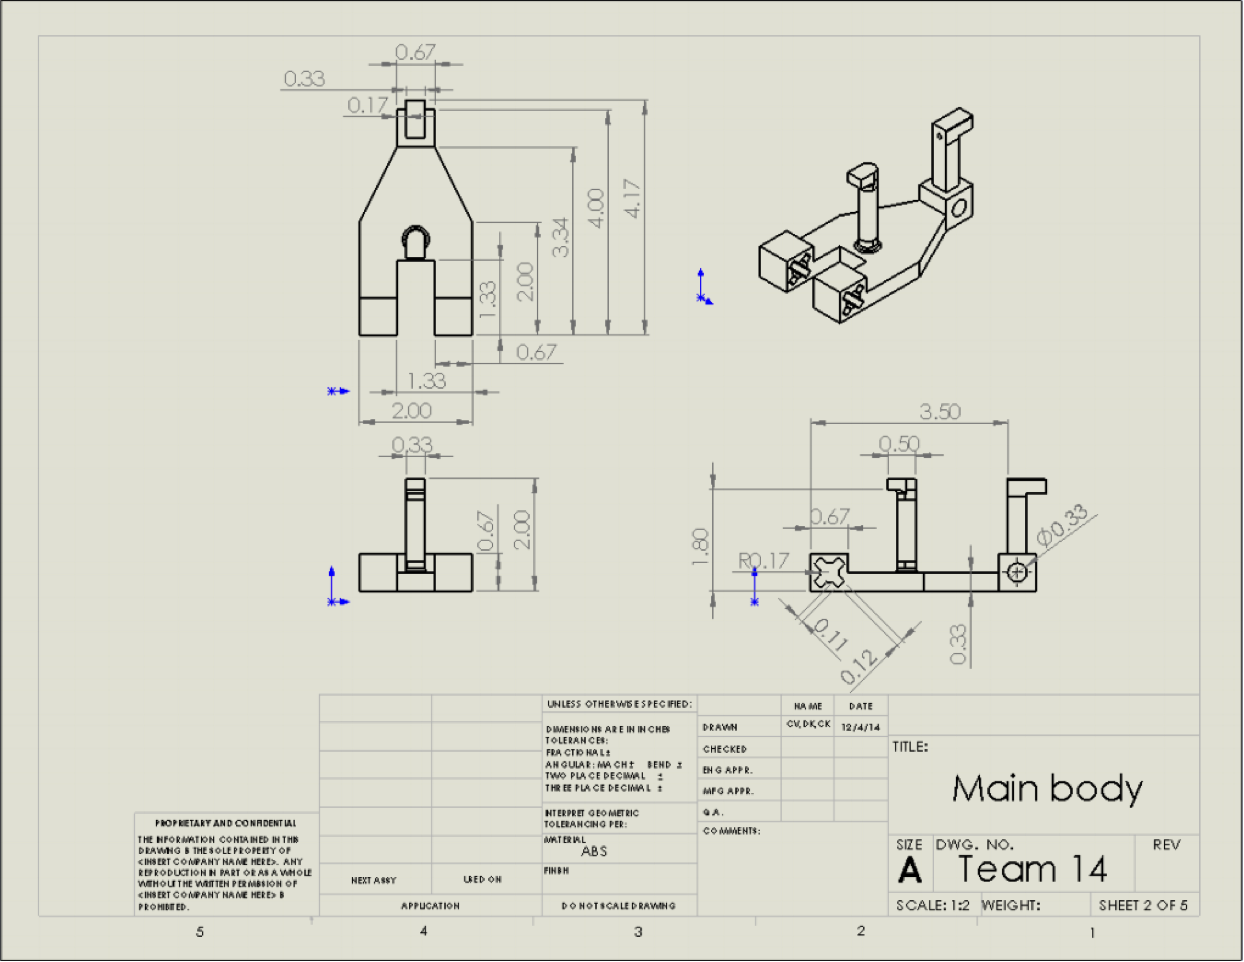 0.67
0.33
0.17
3.34
4.00
4.17
2.00
1.33
0.67
1.33
2.00
3.50
0.33
0.50
0.67
2.00
1.80
0.67
R0.17
Ø0.33
0.11
0.12
0.33
UNLESS OTHERWISE SPECIFIED:
DIMENSIONS ARE IN INCHES
TOLERANCES:
FRACTIONAL±
ANGULAR: MACH± BEND ±
TWO PLACE DECIMAL ±
THREE PLACE DECIMAL ±
INTERPRET GEOMETRIC
TOLERANCING PER:
MATERIAL
ABS
FINISH
DO NOT SCALE DRAWING
NAME DATE
DRAWN CV,DK,CK 12/4/14
CHECKED
ENG APPR.
MFG APPR.
Q.A.
COMMENTS:
TITLE:
Main body
SIZE DWG. NO. REV
A Team 14
SCALE: 1:2 WEIGHT: SHEET 2 OF 5
PROPRIETARY AND CONFIDENTIAL
THE INFORMATION CONTAINED IN THIS
DRAWING IS THE SOLE PROPERTY OF
<INSERT COMPANY NAME HERE>. ANY
REPRODUCTION IN PART OR AS A WHOLE
WITHOUT THE WRITTEN PERMISSION OF
<INSERT COMPANY NAME HERE> IS
PROHIBITED.
NEXT ASSY USED ON
APPLICATION
5 4 3 2 1